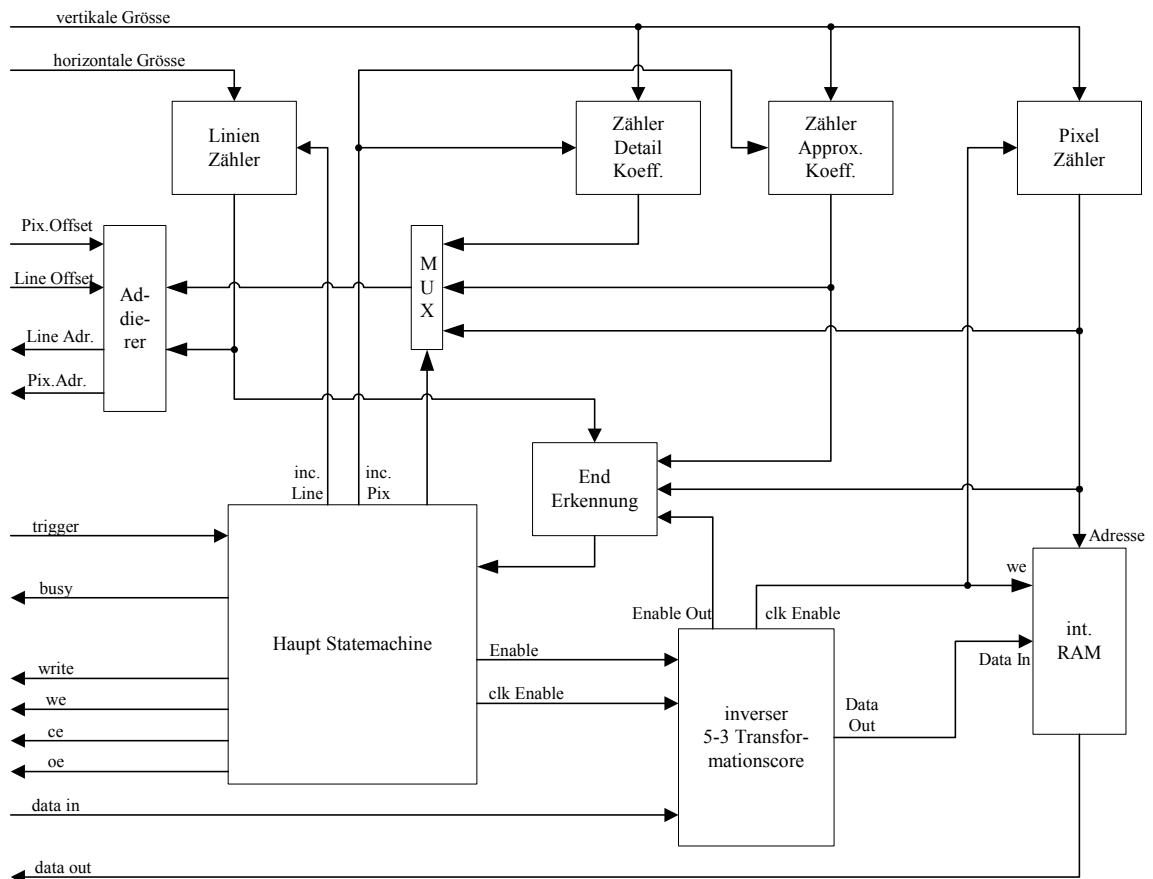 vertikale Grösse
horizontale Grösse
Linien
Zähler
Zähler
Detail
Koeff.
Zähler
Approx.
Koeff.
Pixel
Zähler
Pix.Offset
Line Offset
Line Adr.
Pix.Adr.
Ad-
die-
rer
M
U
X
inc.
Line
inc.
Pix
End
Erkennung
trigger
busy
write
we
ce
oe
data in
data out
Haupt Statemachine
Enable
clk Enable
Enable Out
clk Enable
inverser
5-3 Transfor-
mationscore
Data
Out
Adresse
we
Data In
int.
RAM